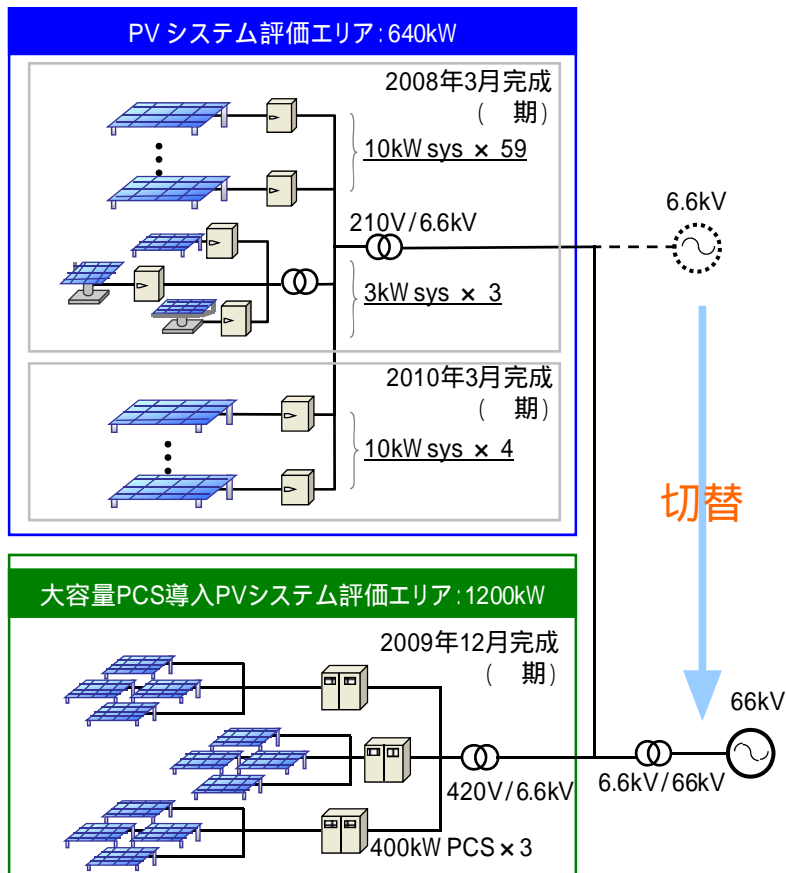 PV システム評価エリア:640kW
2008年3月完成
(　期)
10kW sys × 59
210V/6.6kV
6.6kV
3kW sys × 3
2010年3月完成
(　期)
10kW sys × 4
切替
大容量PCS導入PVシステム評価エリア:1200kW
2009年12月完成
(　期)
66kV
420V/6.6kV
6.6kV/66kV
400kW PCS × 3